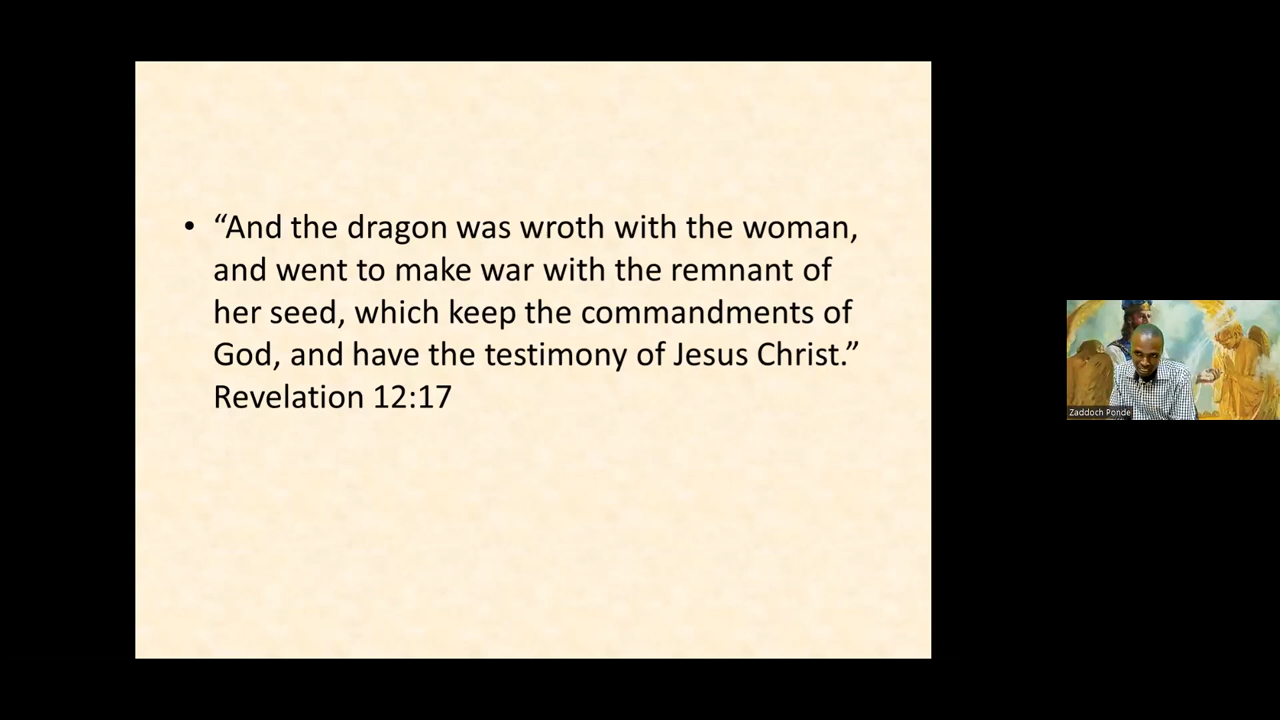 • “And the dragon was wroth with the woman,
and went to make war with the remnant of
her seed, which keep the commandments of
God, and have the testimony of Jesus Christ.”
Revelation 12:17
Zaddoch Ponde